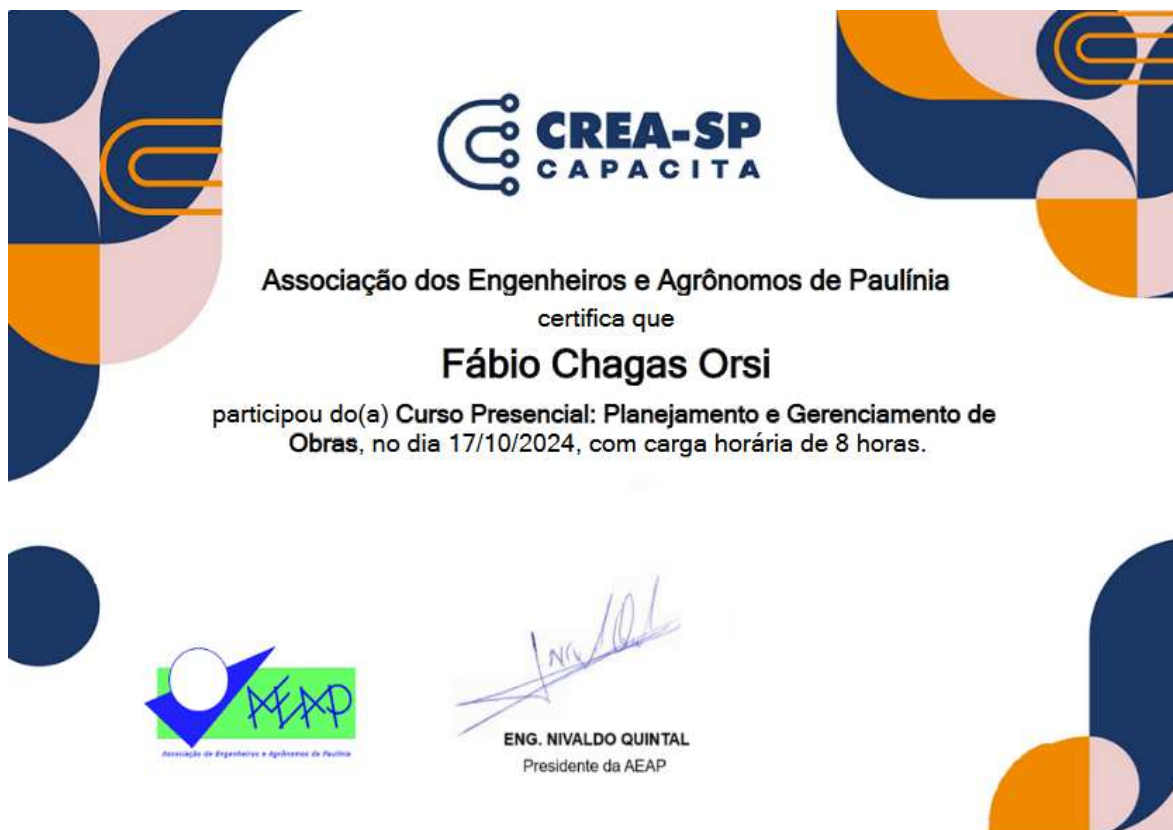 CREA-SP
CAPACITA
Associação dos Engenheiros e Agrônomos de Paulínia
certifica que
Fábio Chagas Orsi
participou do(a) Curso Presencial: Planejamento e Gerenciamento de
Obras, no dia 17/10/2024, com carga horária de 8 horas.
AEAP
Associação de Engenheiros e Agrônomos de Paulínia
ENG. NIVALDO QUINTAL
Presidente da AEAP